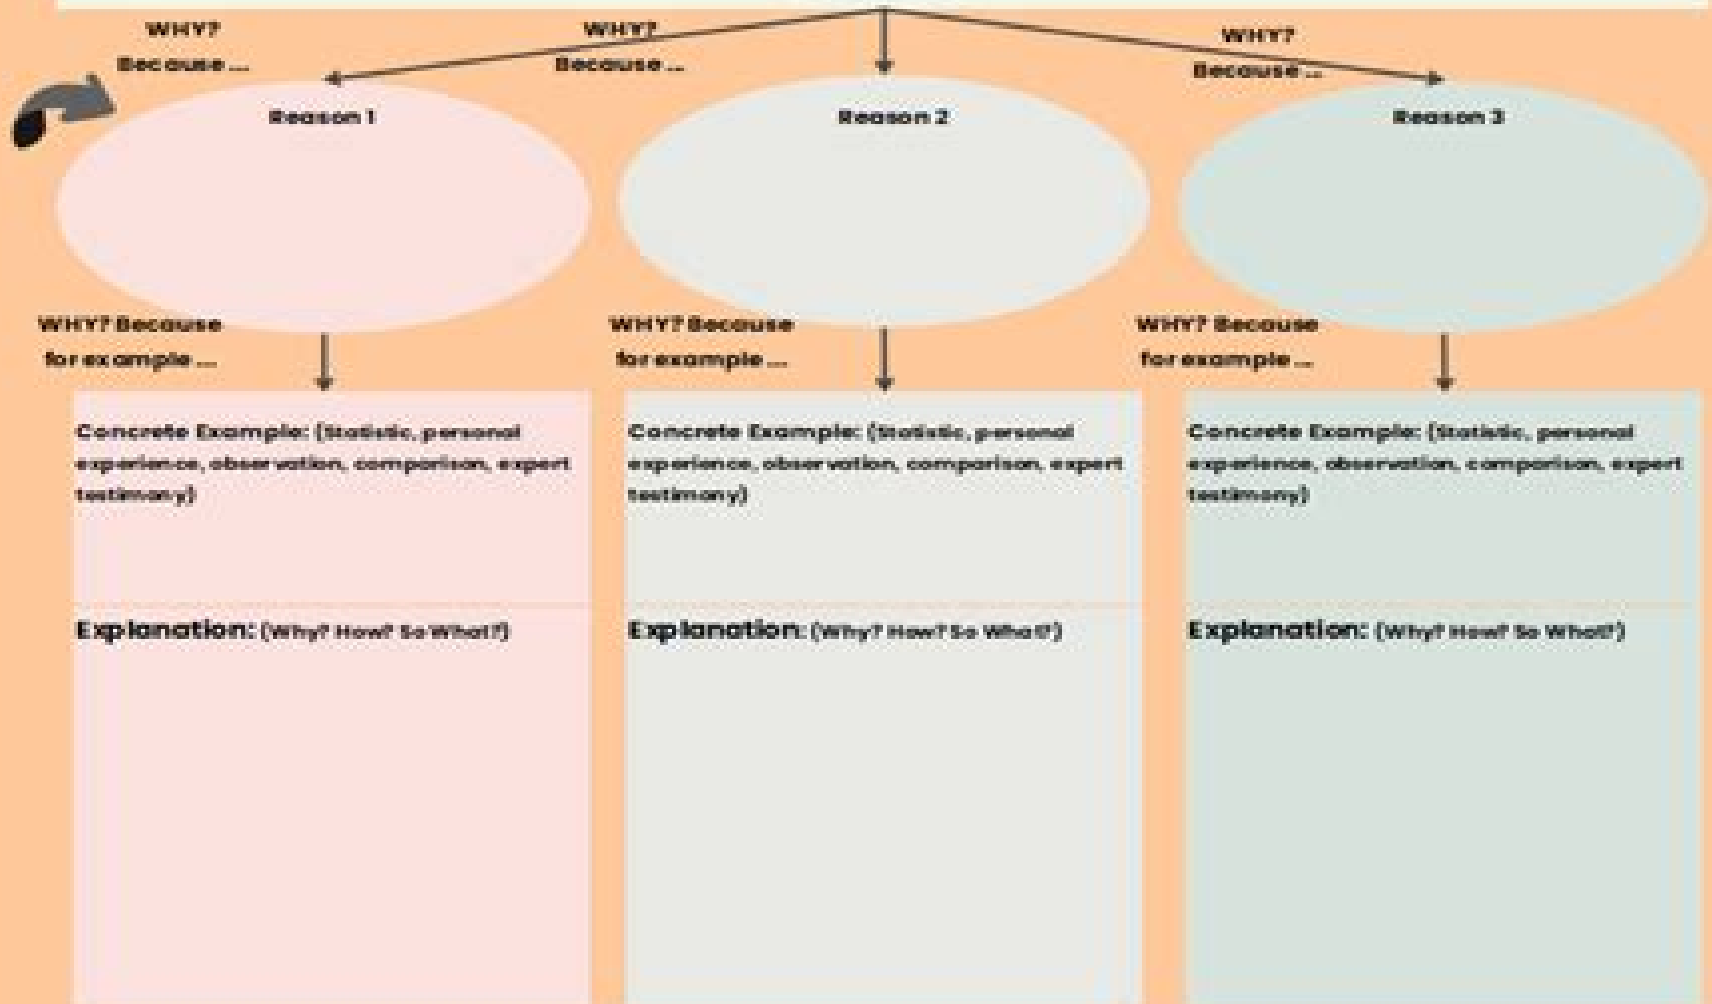 WHY?
Because ...
WHY?
Because ...
WHY?
Because ...
Reason 1
Reason 2
Reason 3
WHY? Because
for example ...
WHY? Because
for example ...
WHY? Because
for example ...
Concrete Example: (Statistic, personal
experience, observation, comparison, expert
testimony)
Concrete Example: (Statistic, personal
experience, observation, comparison, expert
testimony)
Concrete Example: (Statistic, personal
experience, observation, comparison, expert
testimony)
Explanation: (Why? How? So What?)
Explanation: (Why? How? So What?)
Explanation: (Why? How? So What?)